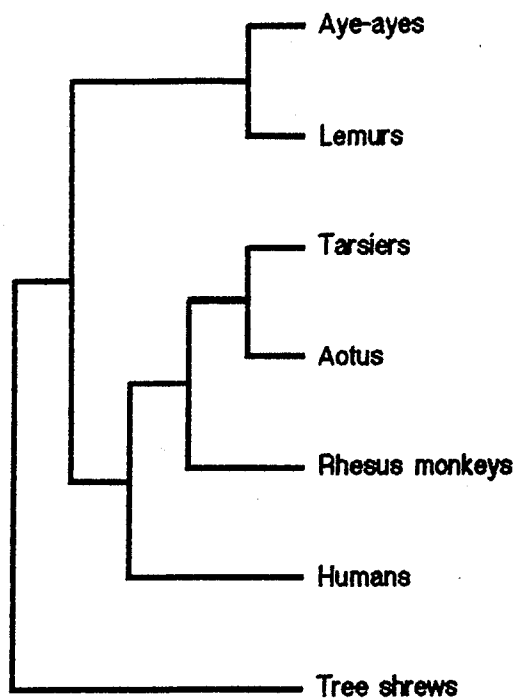 Aye-ayes
Lemurs
Tarsiers
Aotus
Rhesus monkeys
Humans
Tree shrews